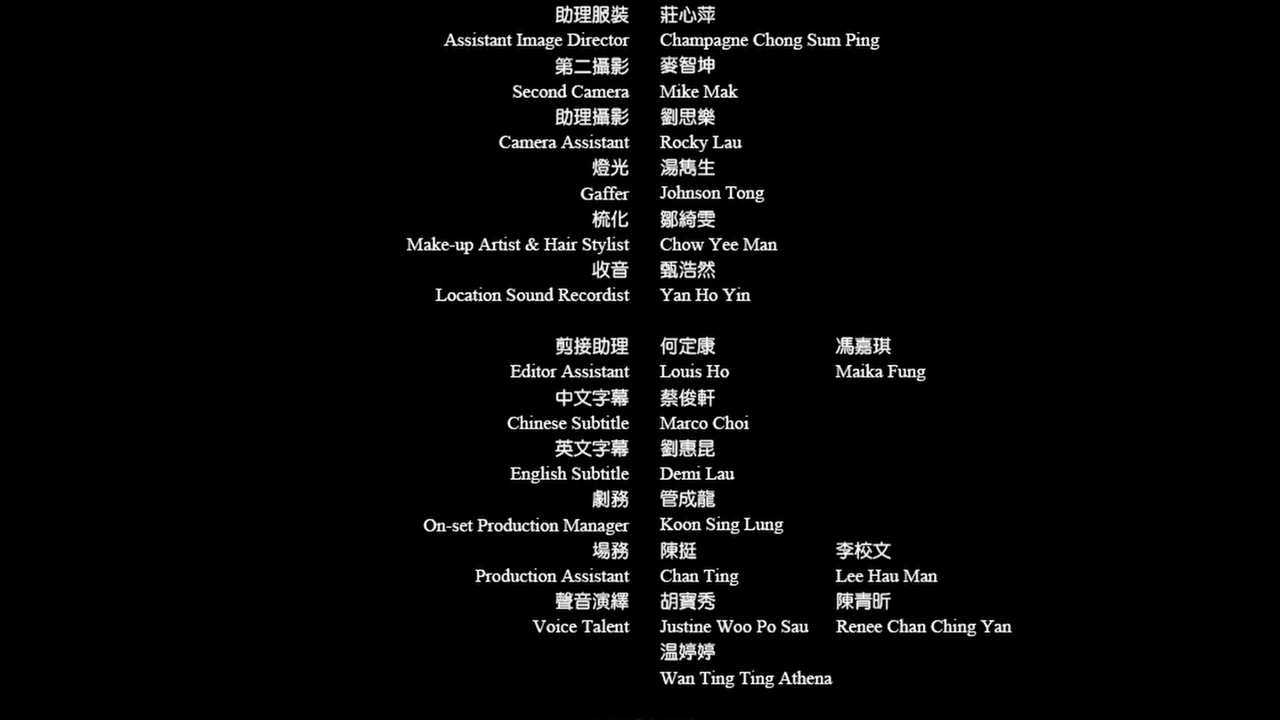 助理服裝 莊心萍
Assistant Image Director Champagne Chong Sum Ping
第二攝影 麥智坤
Second Camera Mike Mak
助理攝影 劉思樂
Camera Assistant Rocky Lau
燈光 湯雋生
Gaffer Johnson Tong
梳化 鄒綺雯
Make-up Artist & Hair Stylist Chow Yee Man
收音 甄浩然
Location Sound Recordist Yan Ho Yin
剪接助理 何定康 馮嘉琪
Editor Assistant Louis Ho Maika Fung
中文字幕 蔡俊軒
Chinese Subtitle Marco Choi
英文字幕 劉惠昆
English Subtitle Demi Lau
劇務 管成龍
On-set Production Manager Koon Sing Lung
場務 陳挺 李校文
Production Assistant Chan Ting Lee Hau Man
聲音演繹 胡寶秀 陳青昕
Voice Talent Justine Woo Po Sau Renee Chan Ching Yan
温婷婷
Wan Ting Ting Athena